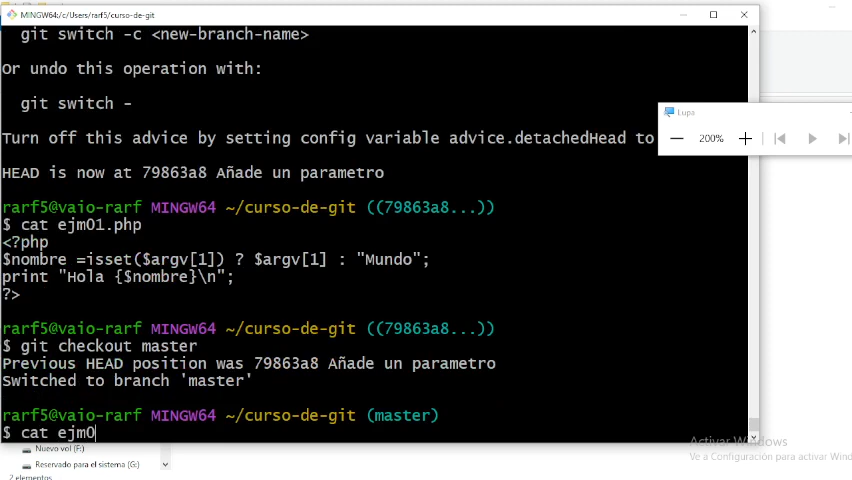 MINGW64:/c/Users/rarf5/curso-de-git
git switch -c <new-branch-name>
Or undo this operation with:
git switch -
Turn off this advice by setting config variable advice.detachedHead to
Lupa
200%
HEAD is now at 79863a8 Añade un parametro
rarf5@vaio-rarf MINGW64 ~/curso-de-git ((79863a8...))
$ cat ejm01.php
<?php
$nombre =isset($argv[1]) ? $argv[1] : "Mundo";
print "Hola {$nombre}\n";
?>
rarf5@vaio-rarf MINGW64 ~/curso-de-git ((79863a8...))
$ git checkout master
Previous HEAD position was 79863a8 Añade un parametro
Switched to branch 'master'
rarf5@vaio-rarf MINGW64 ~/curso-de-git (master)
$ cat ejm0
Activar Windows
Ve a Configuración para activar Wind
Nuevo vol (F:)
Reservado para el sistema (G:)
2 elementos